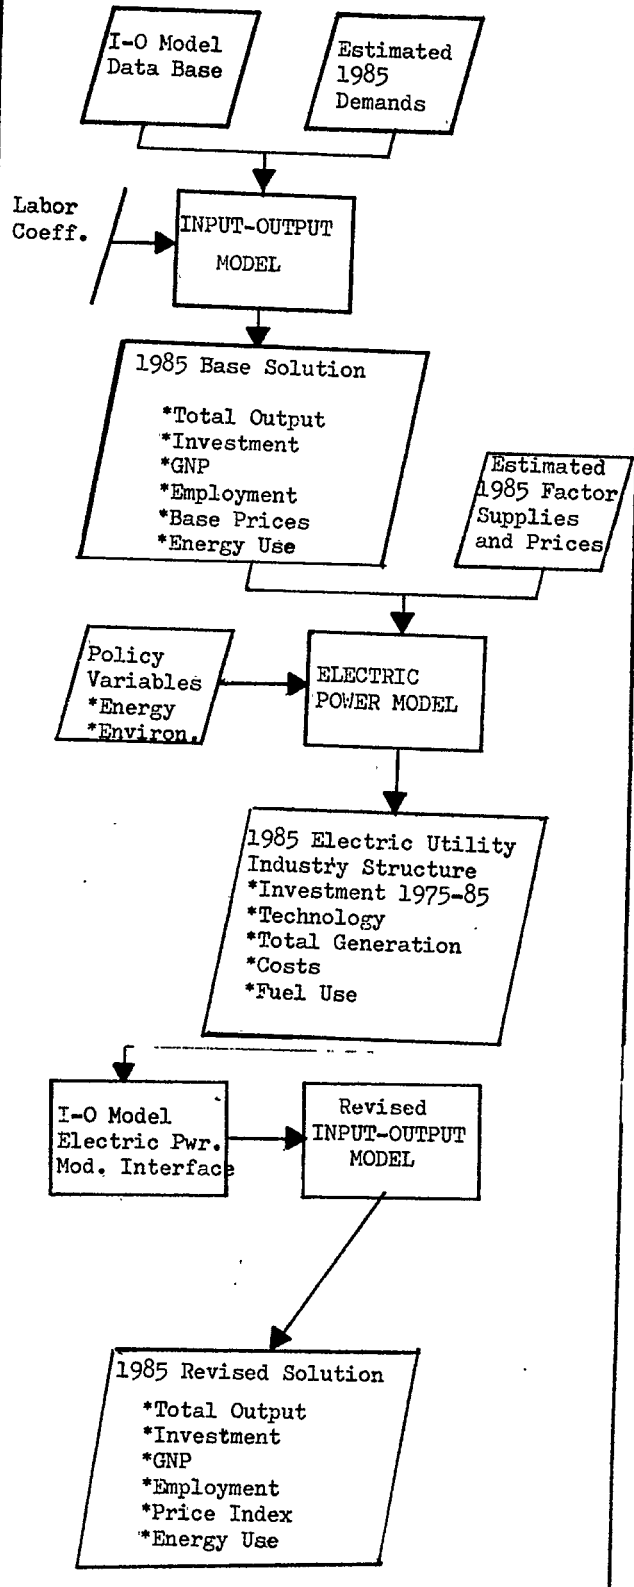 I-O Model
Data Base
Estimated
1985
Demands
Labor
Coeff.
INPUT-OUTPUT
MODEL
1985 Base Solution
*Total Output
*Investment
*GNP
*Employment
*Base Prices
*Energy Use
Estimated
1985 Factor
Supplies
and Prices
Policy
Variables
*Energy
*Environ.
ELECTRIC
POWER MODEL
1985 Electric Utility
Industry Structure
*Investment 1975-85
*Technology
*Total Generation
*Costs
*Fuel Use
I-O Model
Electric Pwr.
Mod. Interface
Revised
INPUT-OUTPUT
MODEL
1985 Revised Solution
*Total Output
*Investment
*GNP
*Employment
*Price Index
*Energy Use